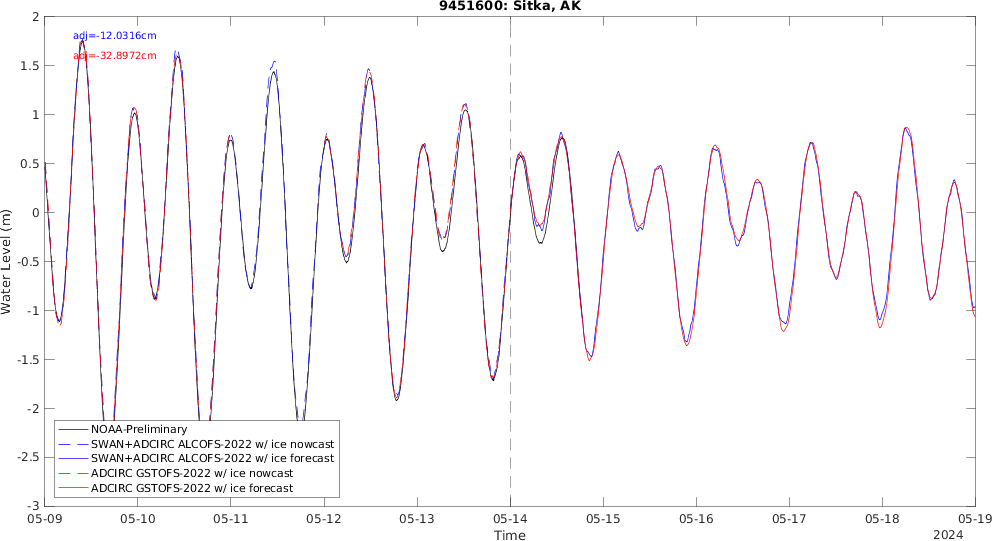 9451600: Sitka, AK
adj=-12.0316cm
adj=-32.8972cm
Water Level (m)
2
1.5
1
0.5
0
-0.5
-1
-1.5
-2
-2.5
-3
NOAA-Preliminary
SWAN+ADCIRC ALCOFS-2022 w/ ice nowcast
SWAN+ADCIRC ALCOFS-2022 w/ ice forecast
ADCIRC GSTOFS-2022 w/ ice nowcast
ADCIRC GSTOFS-2022 w/ ice forecast
05-09 05-10 05-11 05-12 05-13 05-14 05-15 05-16 05-17 05-18 05-19
Time
2024